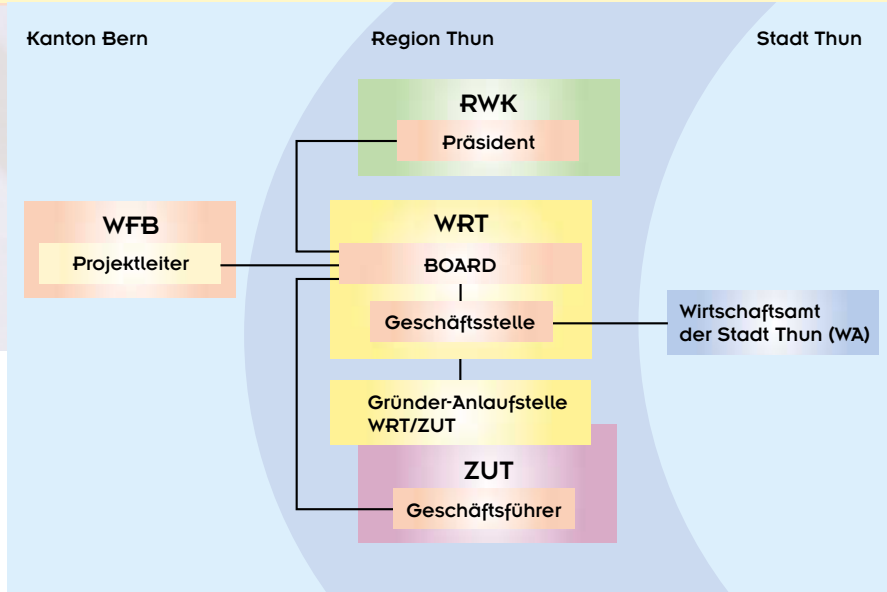 Kanton Bern
Region Thun
Stadt Thun
RWK
Präsident
WFB
Projektleiter
WRT
BOARD
Geschäftsstelle
Wirtschaftsamt
der Stadt Thun (WA)
Gründer-Anlaufstelle
WRT/ZUT
ZUT
Geschäftsführer